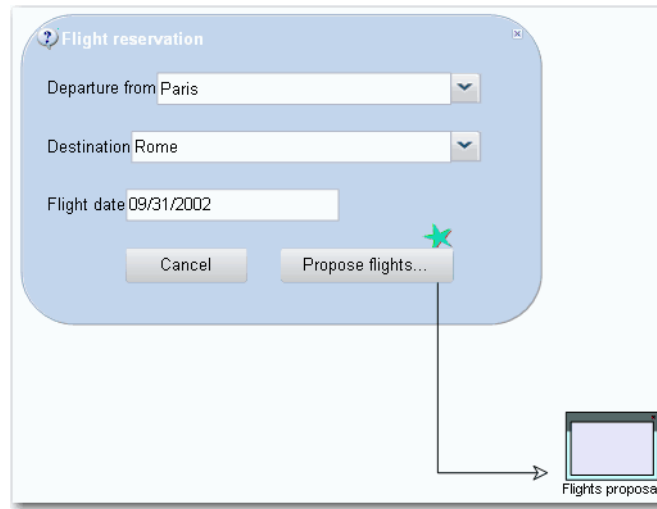 Flight reservation
Departure from Paris
Destination Rome
Flight date 09/31/2002
Cancel Propose flights...
Flights proposa